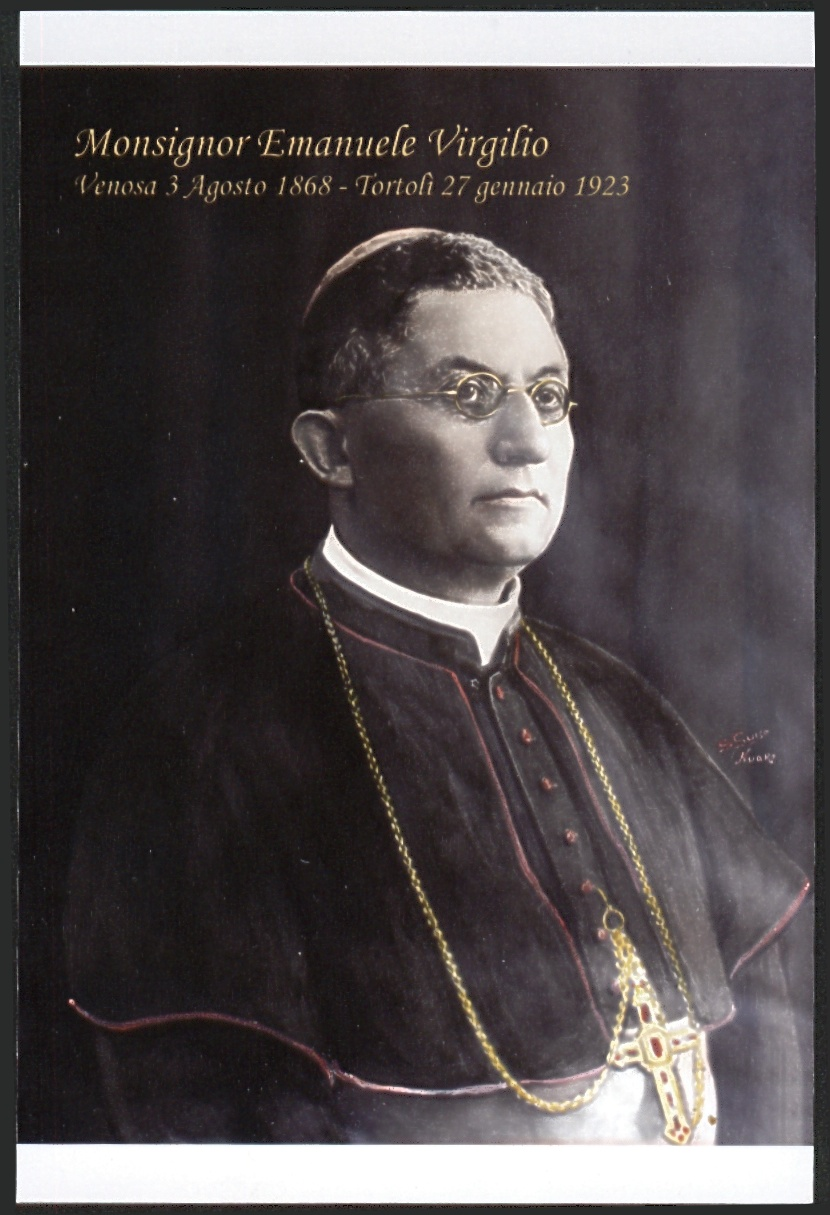 Monsignor Emanuele Virgilio
Venosa 3 Agosto 1868 - Tortolì 27 gennaio 1923